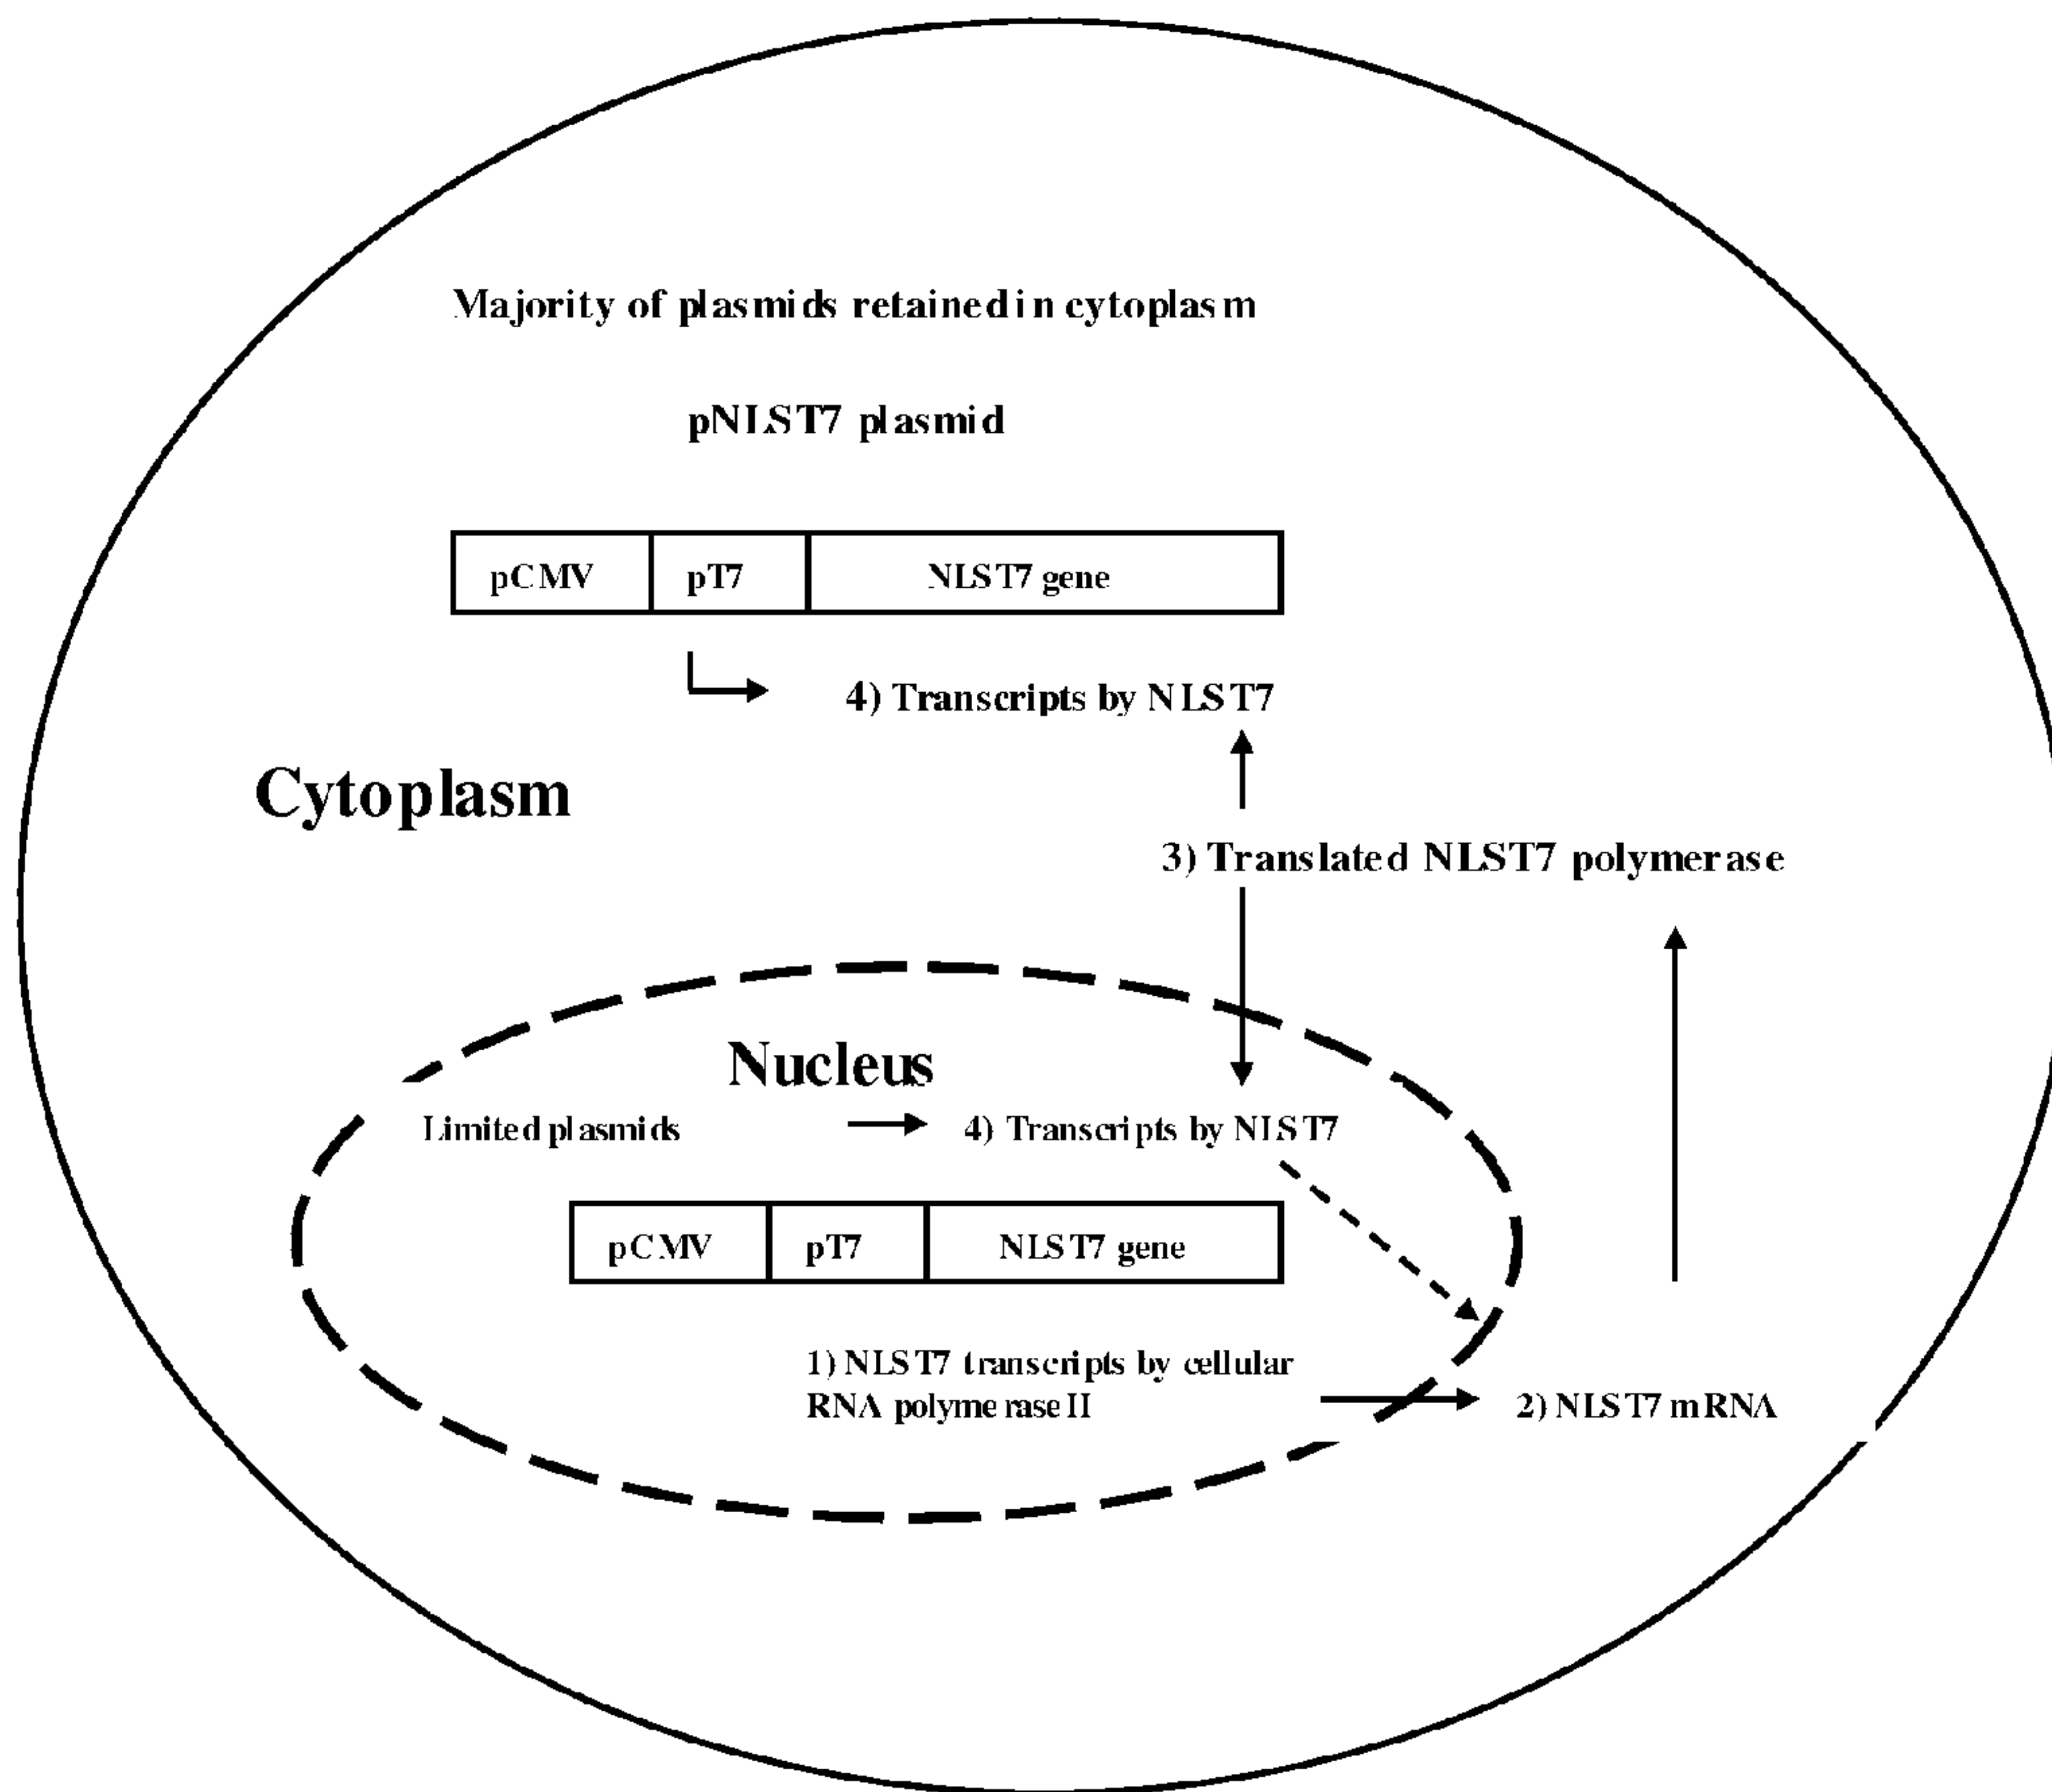 Majority of plasmids retained in cytoplasm
pNLST7 plasmid
pCMV pT7 NLST7 gene
4) Transcripts by NLST7
Cytoplasm
3) Translated NLST7 polymerase
Nucleus
Limited plasmids 4) Transcripts by NLST7
pCMV pT7 NLST7 gene
1) NLST7 transcripts by cellular
RNA polymerase II 2) NLST7 mRNA